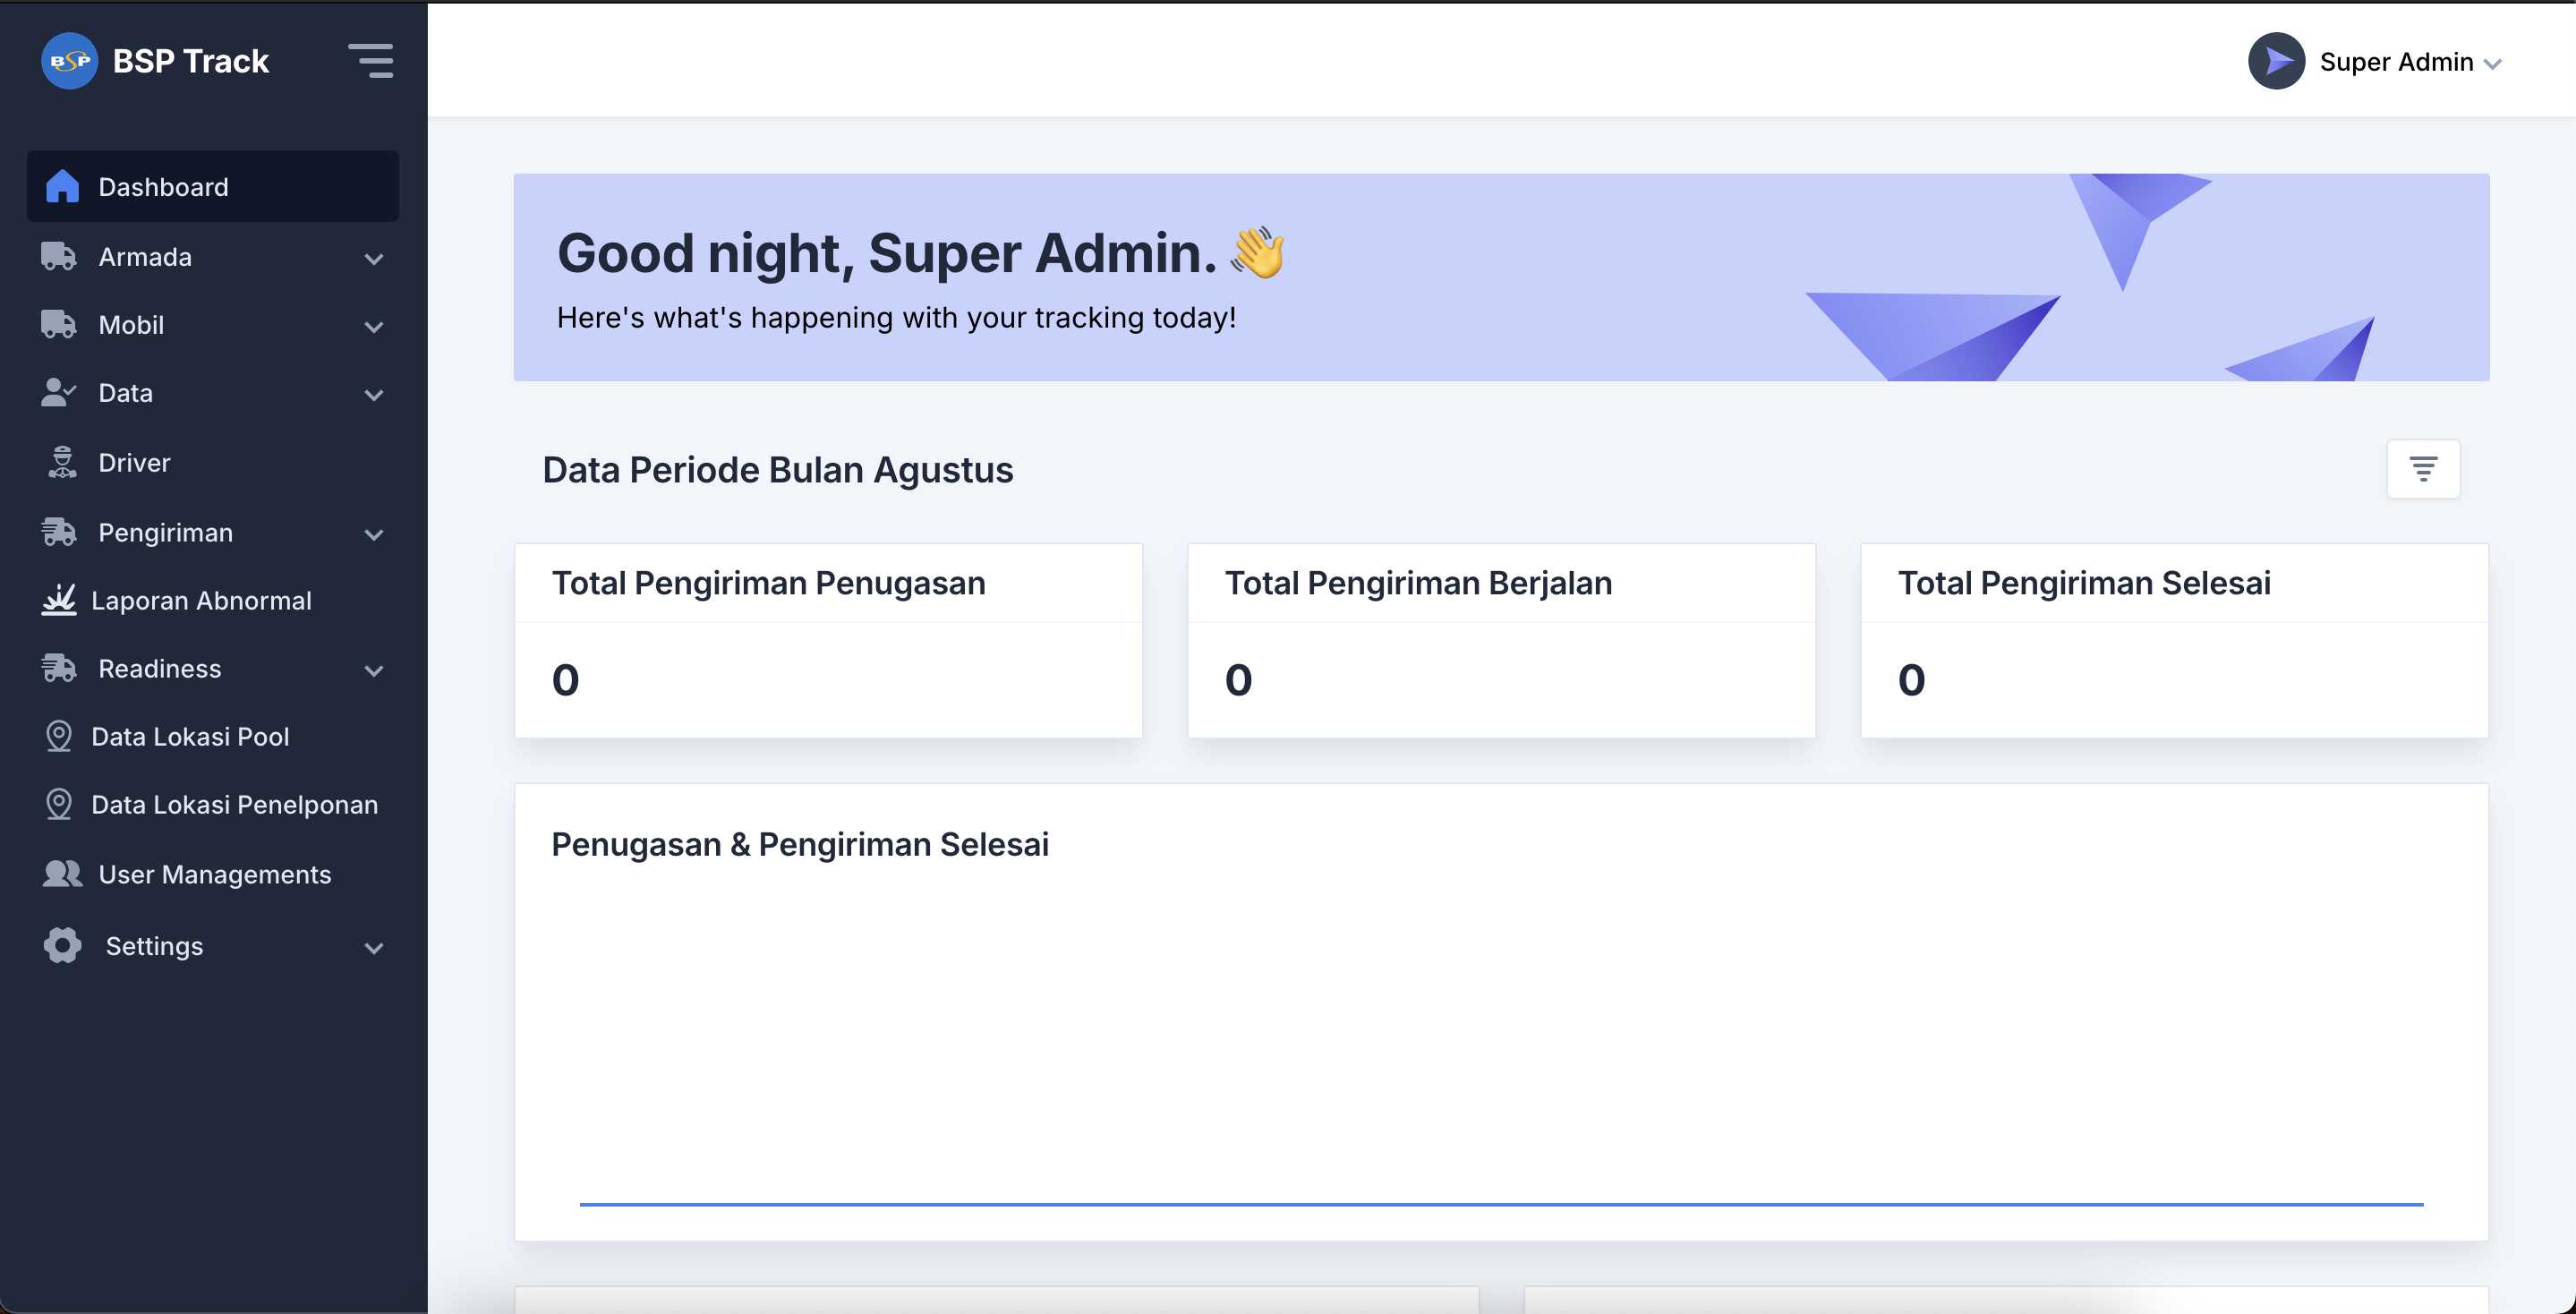 BSP
BSP Track
Super Admin
Dashboard
Armada
Mobil
Data
Driver
Pengiriman
Laporan Abnormal
Readiness
Data Lokasi Pool
Data Lokasi Penelponan
User Managements
Settings
Good night, Super Admin. 👋
Here's what's happening with your tracking today!
Data Periode Bulan Agustus
Total Pengiriman Penugasan
0
Total Pengiriman Berjalan
0
Total Pengiriman Selesai
0
Penugasan & Pengiriman Selesai